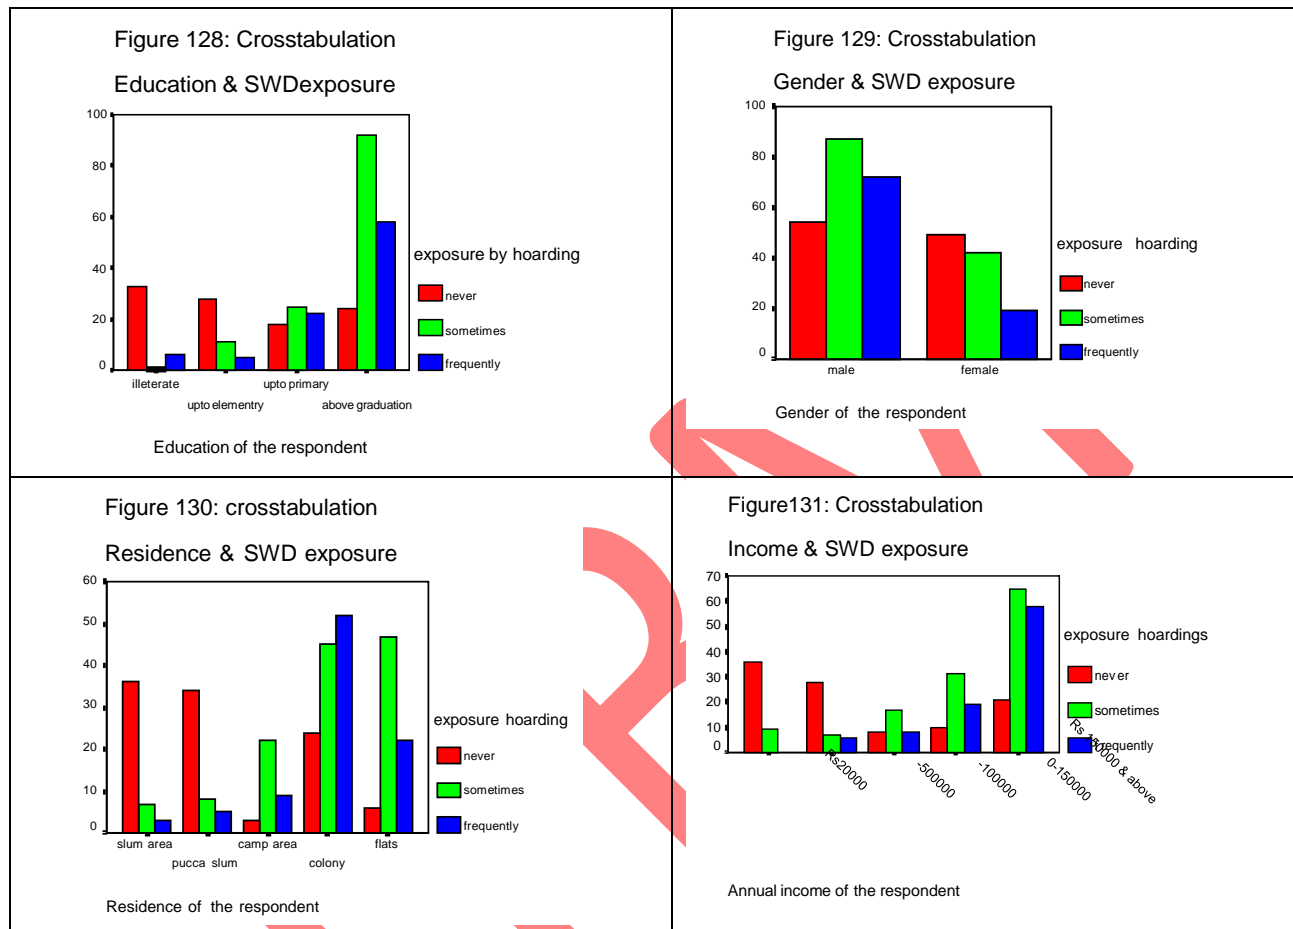 Figure 128: Crosstabulation
Education & SWDexposure
100
80
60
40
20
0
illeterate
upto primary
upto elementry
above graduation
Education of the respondent
exposure by hoarding
never
sometimes
frequently
Figure 129: Crosstabulation
Gender & SWD exposure
100
80
60
40
20
0
male
female
Gender of the respondent
exposure hoarding
never
sometimes
frequently
Figure 130: crosstabulation
Residence & SWD exposure
60
50
40
30
20
10
0
slum area
camp area
flats
pucca slum
colony
Residence of the respondent
exposure hoarding
never
sometimes
frequently
Figure131: Crosstabulation
Income & SWD exposure
70
60
50
40
30
20
10
0
Rs20000
-500000
-100000
0-150000
Rs 150000 & above
Annual income of the respondent
exposure hoardings
never
sometimes
frequently